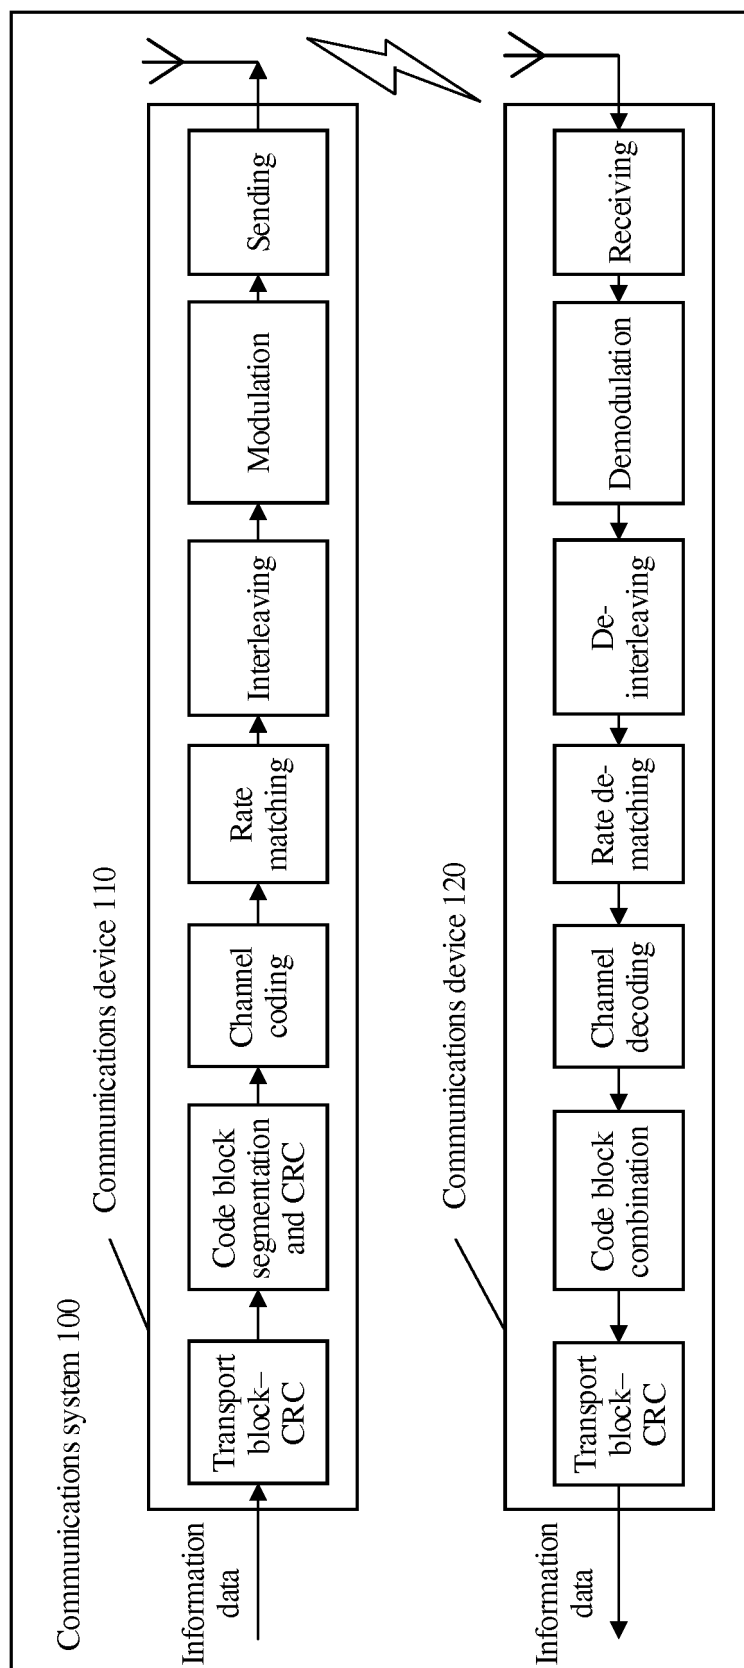 Communications system 100
Communications device 110
Information
data
Transport
block–
CRC
Code block
segmentation
and CRC
Channel
coding
Rate
matching
Interleaving
Modulation
Sending
Communications device 120
Information
data
Transport
block–
CRC
Code block
combination
Channel
decoding
Rate de-
matching
De-
interleaving
Demodulation
Receiving